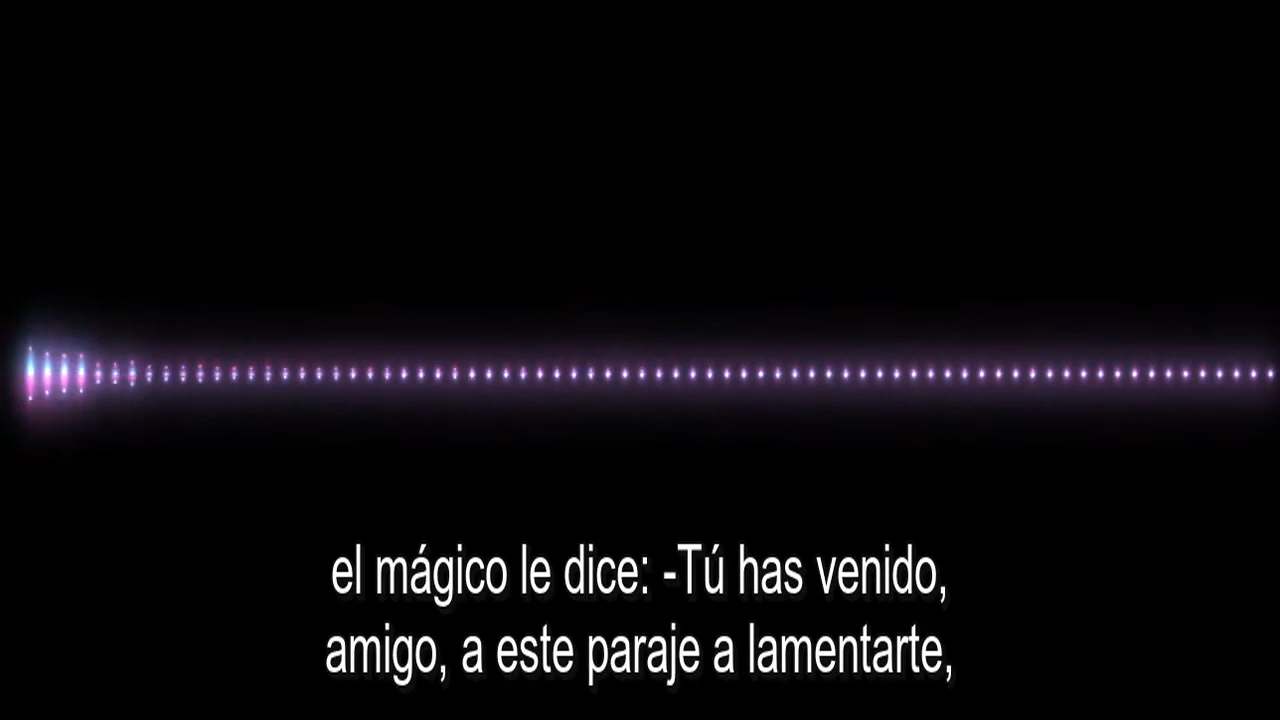 el mágico le dice: -Tú has venido,
amigo, a este paraje a lamentarte,